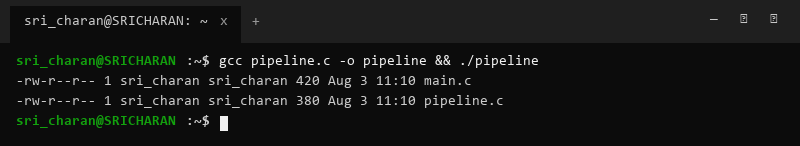 sri_charan@SRICHARAN: ~ x +
sri_charan@SRICHARAN :~$ gcc pipeline.c -o pipeline && ./pipeline
-rw-r--r-- 1 sri_charan sri_charan 420 Aug 3 11:10 main.c
-rw-r--r-- 1 sri_charan sri_charan 380 Aug 3 11:10 pipeline.c
sri_charan@SRICHARAN :~$